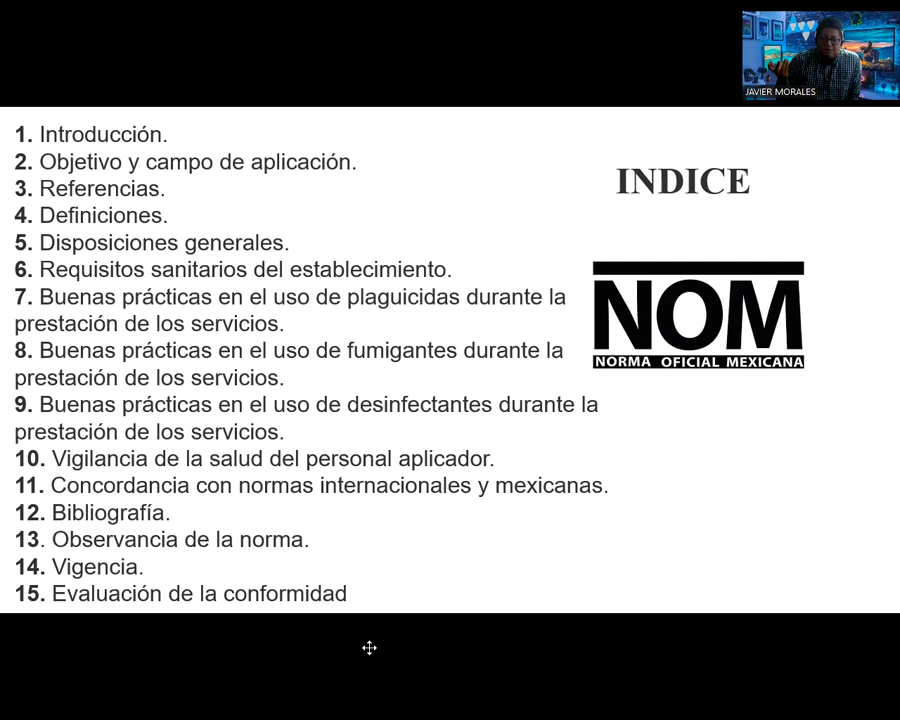 JAVIER MORALES
1. Introducción.
2. Objetivo y campo de aplicación.
3. Referencias.
4. Definiciones.
5. Disposiciones generales.
6. Requisitos sanitarios del establecimiento.
7. Buenas prácticas en el uso de plaguicidas durante la
prestación de los servicios.
8. Buenas prácticas en el uso de fumigantes durante la
prestación de los servicios.
9. Buenas prácticas en el uso de desinfectantes durante la
prestación de los servicios.
10. Vigilancia de la salud del personal aplicador.
11. Concordancia con normas internacionales y mexicanas.
12. Bibliografía.
13. Observancia de la norma.
14. Vigencia.
15. Evaluación de la conformidad
INDICE
NOM
NORMA OFICIAL MEXICANA